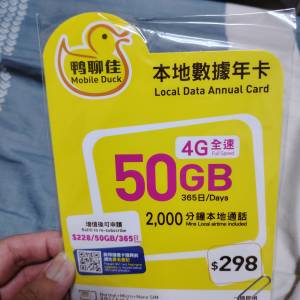 鸭聊佳
Mobile Duck
本地數據年卡
Local Data Annual Card
4G 全速
Full Speed
50GB
365日/Days
2,000 分鐘本地通話
Mins Local airtime included
增值後可申購
$228/50GB/365日
$298